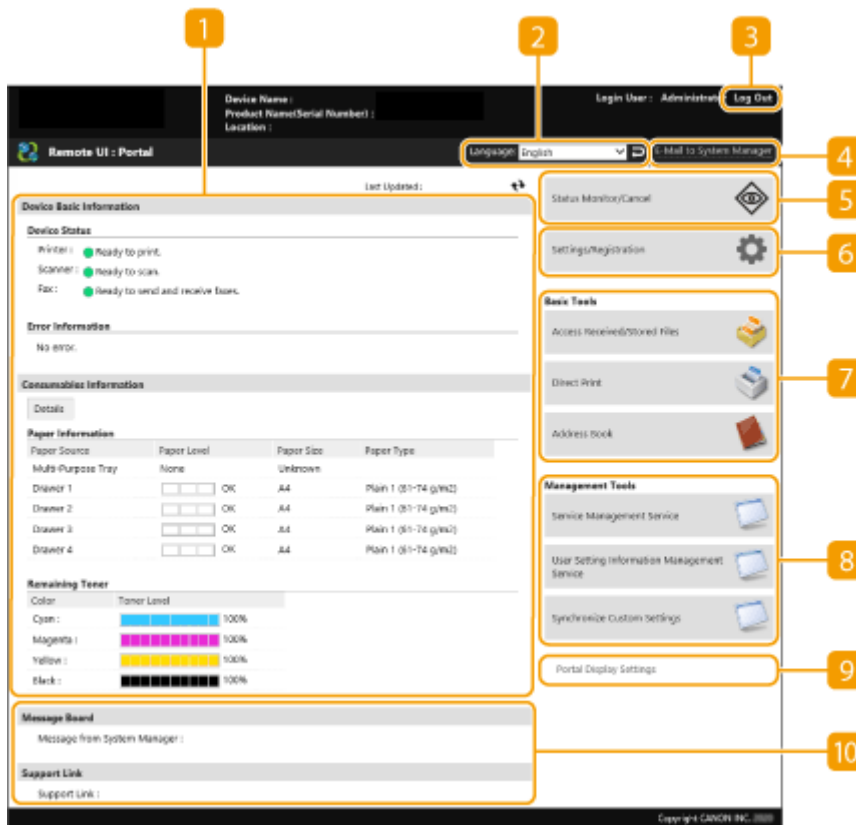 1
2
3
Device Name :
Product Name(Serial Number) :
Location :
Login User : Administrator Log Out
Remote UI : Portal
Language: English
E-Mail to System Manager
4
Last Updated :
Status Monitor/Cancel
5
Device Basic Information
Device Status
Printer : Ready to print.
Scanner : Ready to scan.
Fax : Ready to send and receive faxes.
Settings/Registration
6
Error Information
No error.
Basic Tools
Access Received/Stored Files
Direct Print
7
Address Book
Consumables Information
Details
Paper Information
Paper Source Paper Level Paper Size Paper Type
Multi-Purpose Tray None Unknown
Drawer 1 OK A4 Plain 1 (61-74 g/m2)
Drawer 2 OK A4 Plain 1 (61-74 g/m2)
Drawer 3 OK A4 Plain 1 (61-74 g/m2)
Drawer 4 OK A4 Plain 1 (61-74 g/m2)
Management Tools
Service Management Service
User Setting Information Management
Service
8
Synchronize Custom Settings
Remaining Toner
Color Toner Level
Cyan : 100%
Magenta : 100%
Yellow : 100%
Black : 100%
Portal Display Settings
9
Message Board
Message from System Manager :
10
Support Link
Support Link :
Copyright CANON INC.